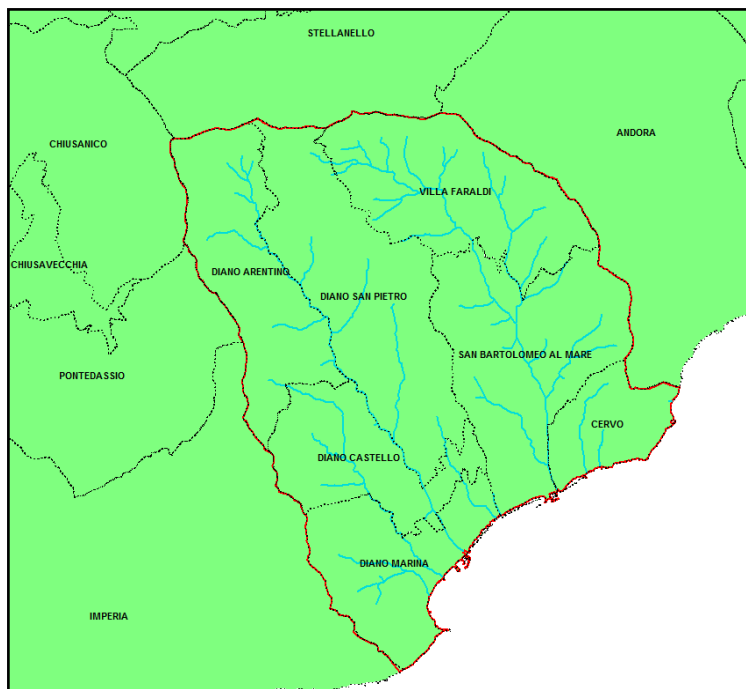 STELLANELLO
ANDORA
CHIUSANICO
VILLA FARALDI
CHIUSAVECCHIA
DIANO ARENTINO
DIANO SAN PIETRO
SAN BARTOLOMEO AL MARE
PONTEDASSIO
CERVO
DIANO CASTELLO
DIANO MARINA
IMPERIA